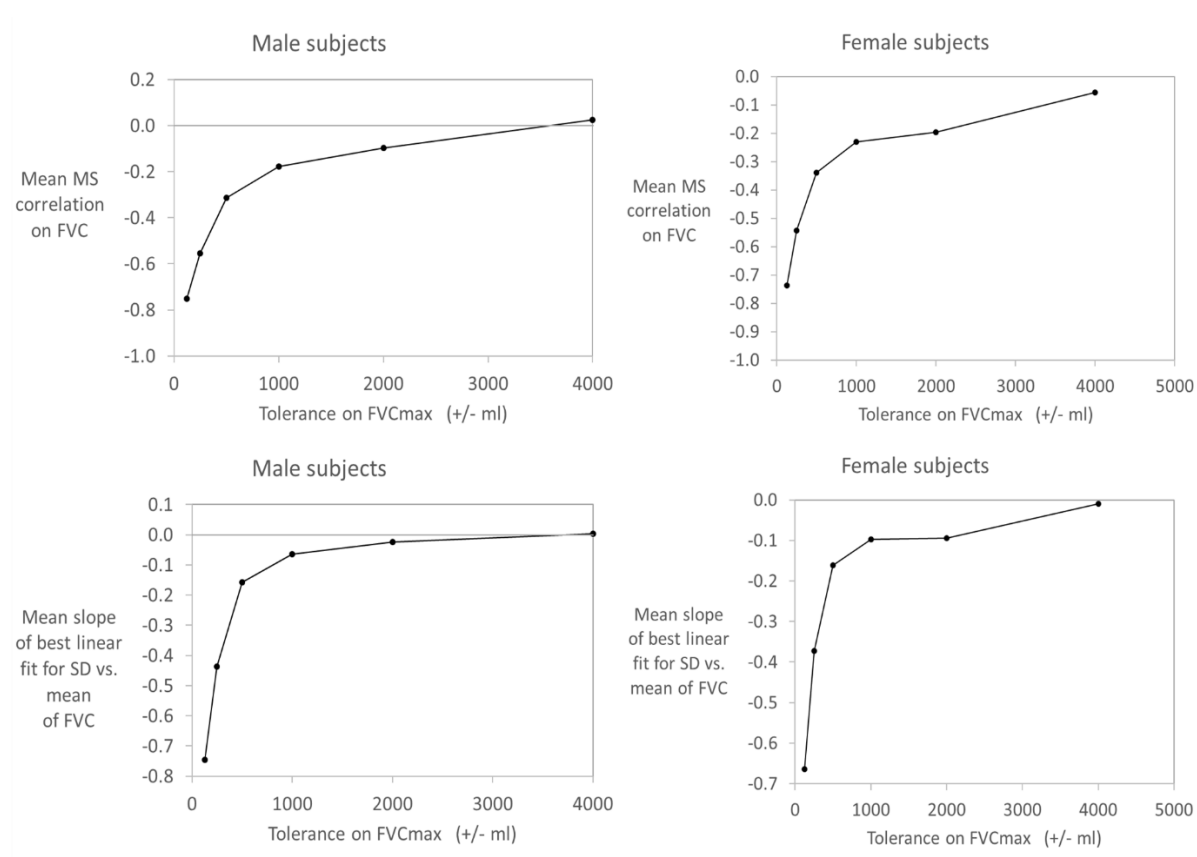 Male subjects
0.2
0.0
-0.2
-0.4
-0.6
-0.8
-1.0
Mean MS
correlation
on FVC
0 1000 2000 3000 4000
Tolerance on FVCmax (+/- ml)
Female subjects
0.0
-0.1
-0.2
-0.3
-0.4
-0.5
-0.6
-0.7
-0.8
-0.9
-1.0
Mean MS
correlation
on FVC
0 1000 2000 3000 4000 5000
Tolerance on FVCmax (+/- ml)
Male subjects
0.1
0.0
-0.1
-0.2
-0.3
-0.4
-0.5
-0.6
-0.7
-0.8
Mean slope
of best linear
fit for SD vs.
mean
of FVC
0 1000 2000 3000 4000
Tolerance on FVCmax (+/- ml)
Female subjects
0.0
-0.1
-0.2
-0.3
-0.4
-0.5
-0.6
-0.7
Mean slope
of best linear
fit for SD vs.
mean of FVC
0 1000 2000 3000 4000 5000
Tolerance on FVCmax (+/- ml)